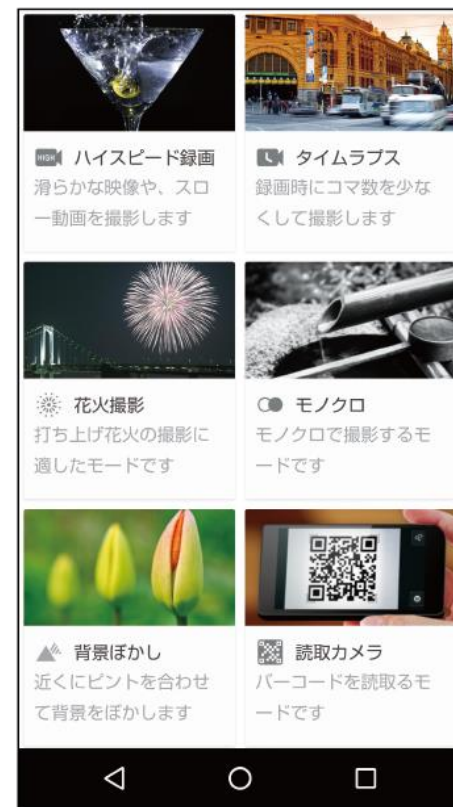 HIGH ハイスピード録画
滑らかな映像や、スロ
ー動画を撮影します
タイムラプス
録画時にコマ数を少な
くして撮影します
花火撮影
打ち上げ花火の撮影に
適したモードです
モノクロ
モノクロで撮影するモ
ードです
背景ぼかし
近くにピントを合わせ
て背景をぼかします
読取カメラ
バーコードを読取るモ
ードです